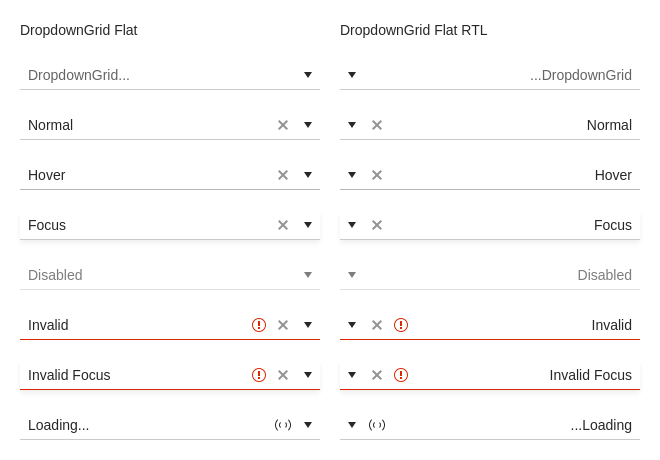 DropdownGrid Flat
DropdownGrid Flat RTL
DropdownGrid...
...DropdownGrid
Normal
Normal
Hover
Hover
Focus
Focus
Disabled
Disabled
Invalid
Invalid
Invalid Focus
Invalid Focus
Loading...
...Loading